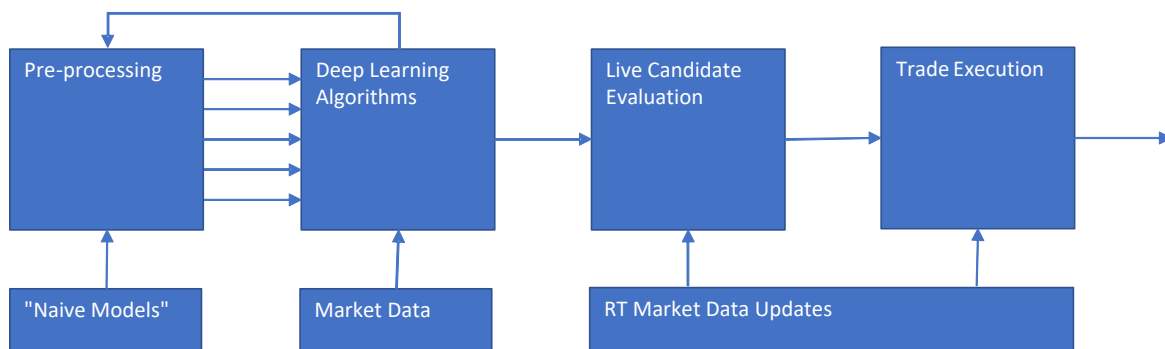 Pre-processing
Deep Learning
Algorithms
Live Candidate
Evaluation
Trade Execution
"Naive Models"
Market Data
RT Market Data Updates